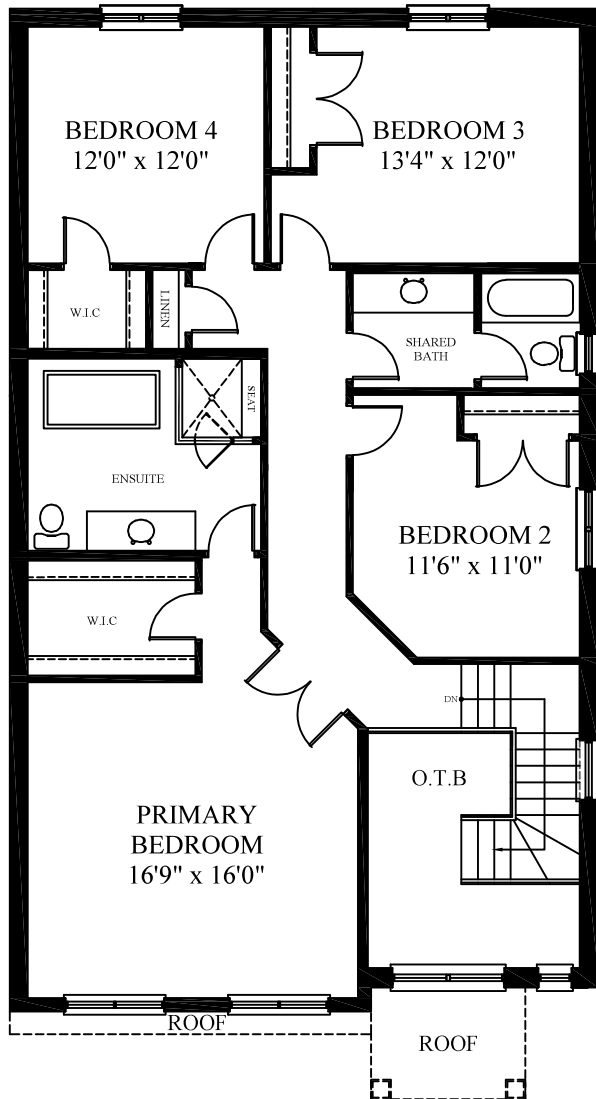 BEDROOM 4
12'0" x 12'0"
BEDROOM 3
13'4" x 12'0"
W.I.C
LINEN
SHARED
BATH
SEAT
ENSUITE
BEDROOM 2
11'6" x 11'0"
W.I.C
DN
O.T.B
PRIMARY
BEDROOM
16'9" x 16'0"
ROOF
ROOF